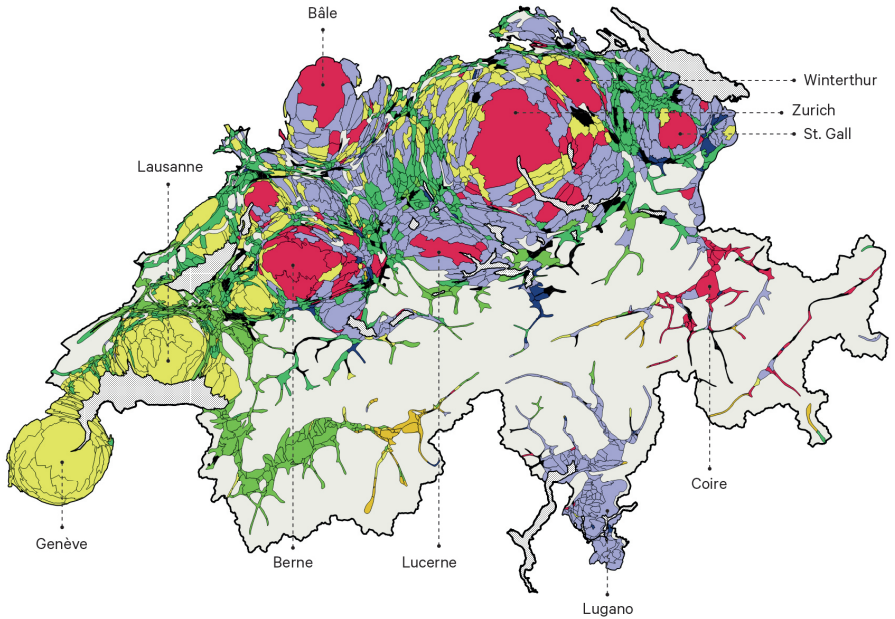 Bâle
Winterthur
Zurich
St. Gall
Lausanne
Coire
Genève
Berne
Lucerne
Lugano